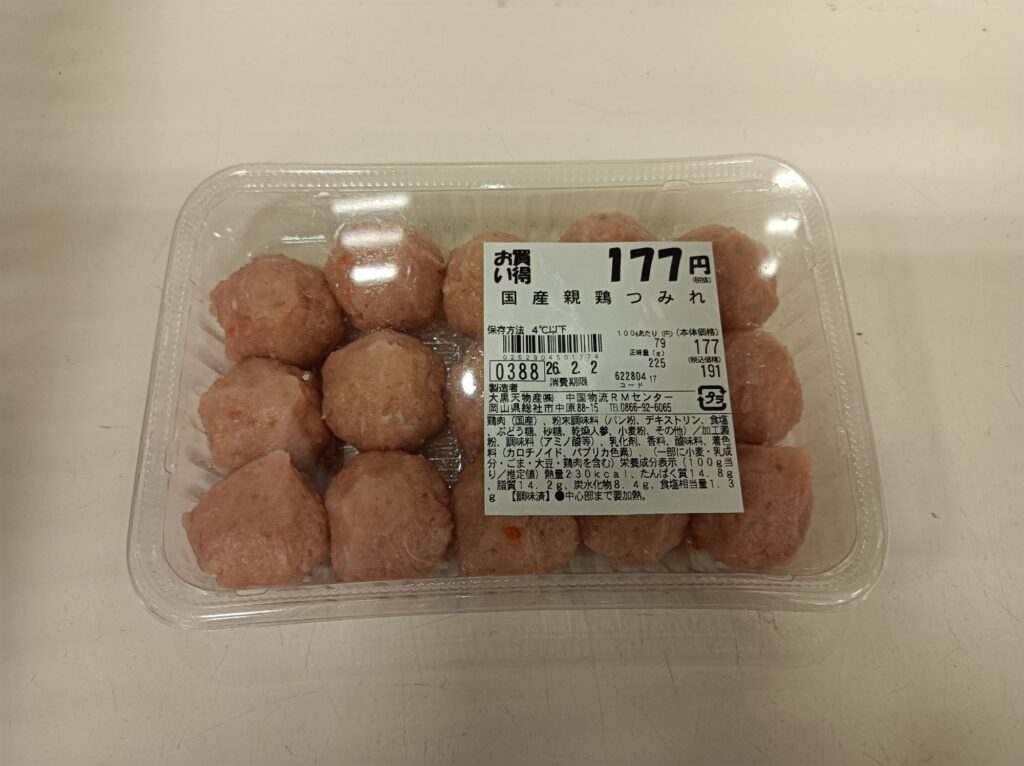 お買い得 177円
(税抜)
国産親鶏つみれ
保存方法 4℃以下
100gあたり(円) (本体価格)
79 177
正味量(g) (税込価格)
225 191
0262804501774
0388 26. 2. 2
消費期限
622804 17
コード
プラ
製造者
大黒天物産㈱ 中国物流RMセンター
岡山県総社市中原88-15 TEL0866-92-6065
鶏肉(国産)、粉末調味料(パン粉、デキストリン、食塩
、ぶどう糖、砂糖、乾燥人参、小麦粉、その他)/加工澱
粉、調味料(アミノ酸等)、乳化剤、香料、酸味料、着色
料(カロチノイド、パプリカ色素)、(一部に小麦・乳成
分・ごま・大豆・鶏肉を含む)栄養成分表示(100g当
り/推定値)熱量230kcal、たんぱく質14.8g
、脂質14.2g、炭水化物8.4g、食塩相当量1.3
g 【調味済】●中心部まで要加熱。